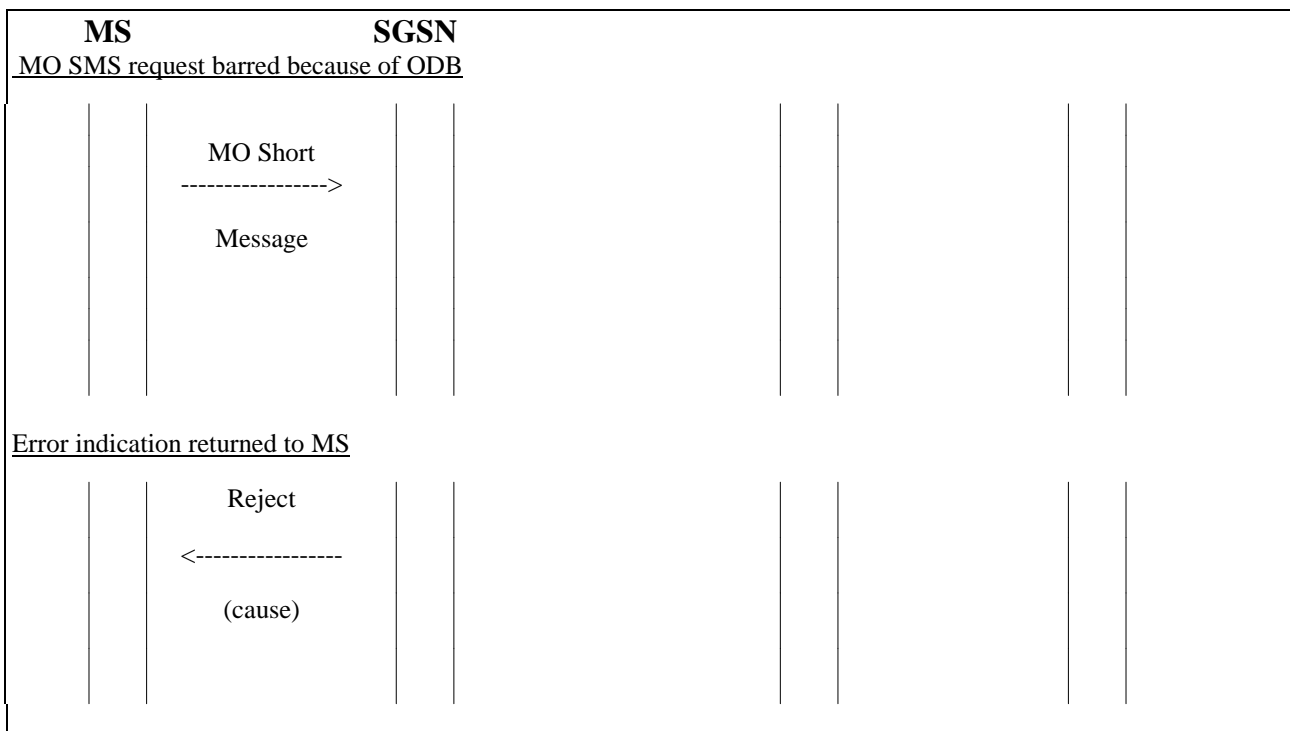 MS SGSN
MO SMS request barred because of ODB
MO Short
----------------->
Message
Error indication returned to MS
Reject
<-----------------
(cause)